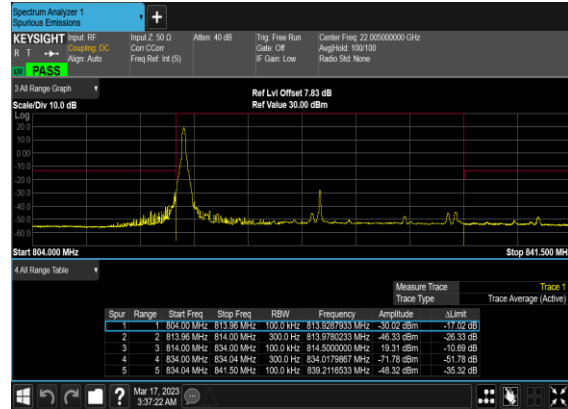 Spectrum Analyzer 1
Spurious Emissions
+
KEYSIGHT Input: RF Input Z: 50 Ω Atten: 40 dB Trig: Free Run Center Freq: 22.005000000 GHz
R T Coupling: DC Corr CCorr Gate: Off Avg|Hold: 100/100
Align: Auto Freq Ref: Int (S) IF Gain: Low Radio Std: None
PASS
3 All Range Graph
Ref Lvl Offset 7.83 dB
Scale/Div 10.0 dB Ref Value 30.00 dBm
Log
20.0
10.0
0.00
-10.0
-20.0
-30.0
-40.0
-50.0
-60.0
Start 804.000 MHz Stop 841.500 MH
4 All Range Table
Measure Trace Trace 1
Trace Type Trace Average (Active)
Spur Range Start Freq Stop Freq RBW Frequency Amplitude ΔLimit
1 1 804.00 MHz 813.96 MHz 100.0 kHz 813.9287933 MHz -30.02 dBm -17.02 dB
2 2 813.96 MHz 814.00 MHz 300.0 Hz 813.9780233 MHz -46.33 dBm -26.33 dB
3 3 814.00 MHz 834.00 MHz 100.0 kHz 814.5000000 MHz 19.31 dBm -10.69 dB
4 4 834.00 MHz 834.04 MHz 300.0 Hz 834.0179867 MHz -71.78 dBm -51.78 dB
5 5 834.04 MHz 841.50 MHz 100.0 kHz 839.2116533 MHz -48.32 dBm -35.32 dB
? Mar 17, 2023
3:37:22 AM